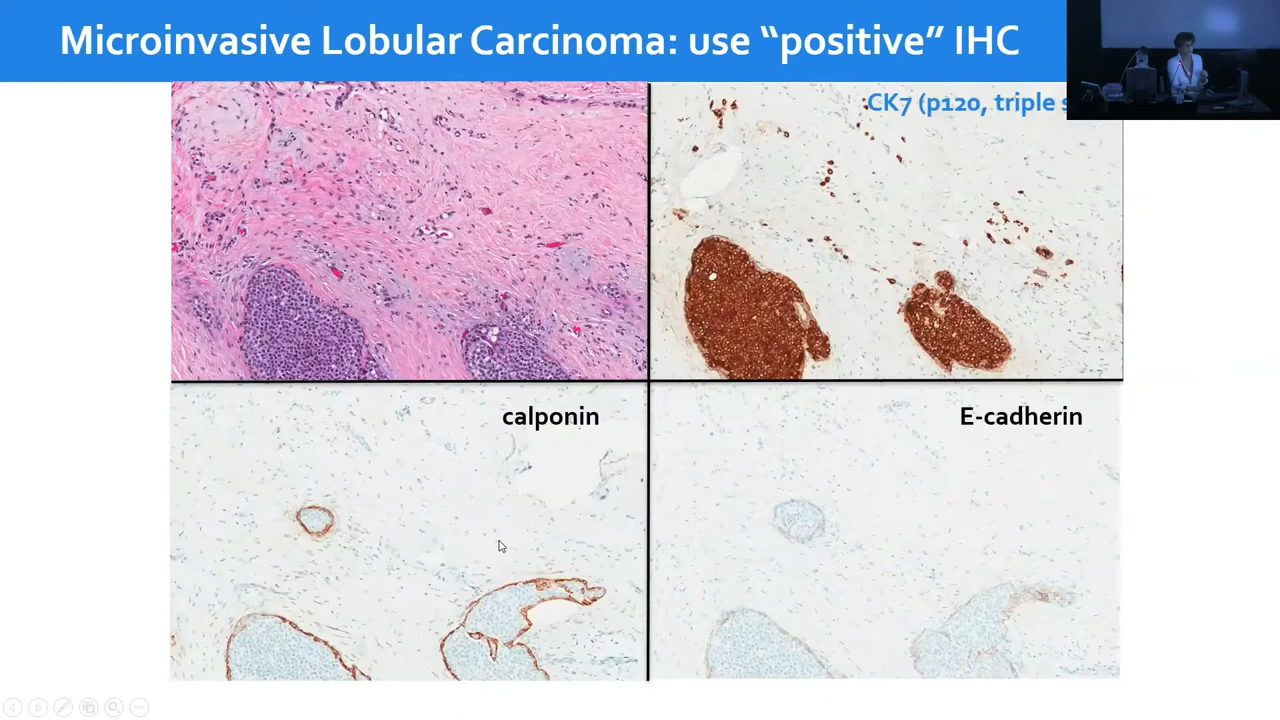 Microinvasive Lobular Carcinoma: use “positive” IHC
CK7 (p120, triple
calponin
E-cadherin